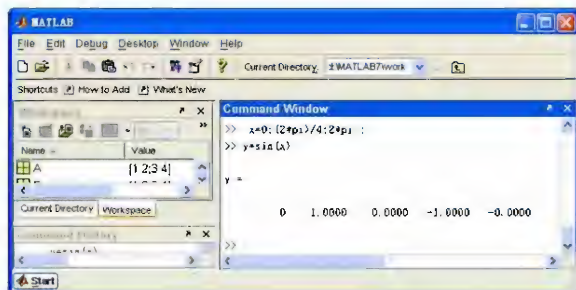 MATLAB
File Edit Debug Desktop Window Help
Current Directory:
Shortcuts How to Add What's New
Name
Value
A
[1 2;3 4]
Current Directory Workspace
Command Window
>> x=0:(2*pi)/4:2*pi ;
>> y=sin(x)
y =
0 1.0000 0.0000 -1.0000 -0.0000
>>
Start